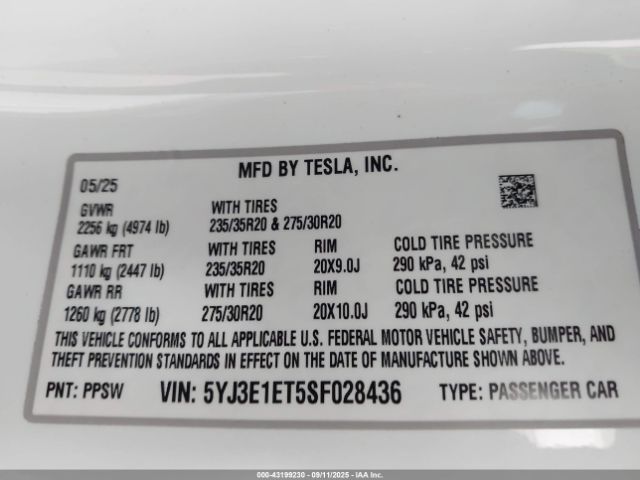 MFD BY TESLA, INC.
05/25
GVWR WITH TIRES
2256 kg (4974 lb) 235/35R20 & 275/30R20
GAWR FRT WITH TIRES RIM COLD TIRE PRESSURE
1110 kg (2447 lb) 235/35R20 20X9.0J 290 kPa, 42 psi
GAWR RR WITH TIRES RIM COLD TIRE PRESSURE
1260 kg (2778 lb) 275/30R20 20X10.0J 290 kPa, 42 psi
THIS VEHICLE CONFORMS TO ALL APPLICABLE U.S. FEDERAL MOTOR VEHICLE SAFETY, BUMPER, AND
THEFT PREVENTION STANDARDS IN EFFECT ON THE DATE OF MANUFACTURE SHOWN ABOVE.
PNT: PPSW VIN: 5YJ3E1ET5SF028436 TYPE: PASSENGER CAR
000-43199230 - 09/11/2025 - IAAI.COM